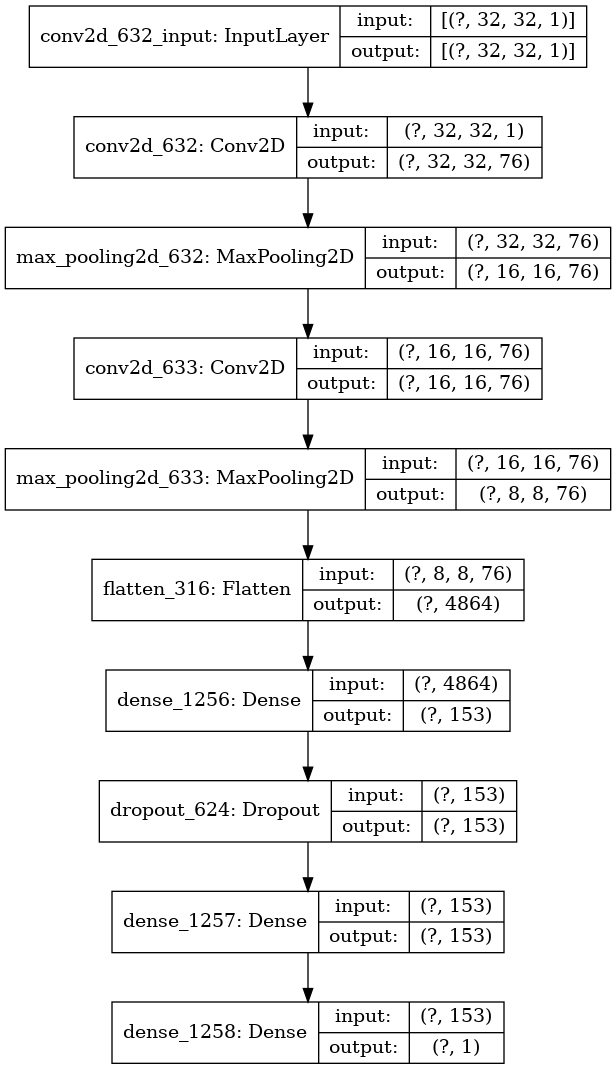 conv2d_632_input: InputLayer
input:
[(?, 32, 32, 1)]
output:
[(?, 32, 32, 1)]
conv2d_632: Conv2D
input:
(?, 32, 32, 1)
output:
(?, 32, 32, 76)
max_pooling2d_632: MaxPooling2D
input:
(?, 32, 32, 76)
output:
(?, 16, 16, 76)
conv2d_633: Conv2D
input:
(?, 16, 16, 76)
output:
(?, 16, 16, 76)
max_pooling2d_633: MaxPooling2D
input:
(?, 16, 16, 76)
output:
(?, 8, 8, 76)
flatten_316: Flatten
input:
(?, 8, 8, 76)
output:
(?, 4864)
dense_1256: Dense
input:
(?, 4864)
output:
(?, 153)
dropout_624: Dropout
input:
(?, 153)
output:
(?, 153)
dense_1257: Dense
input:
(?, 153)
output:
(?, 153)
dense_1258: Dense
input:
(?, 153)
output:
(?, 1)